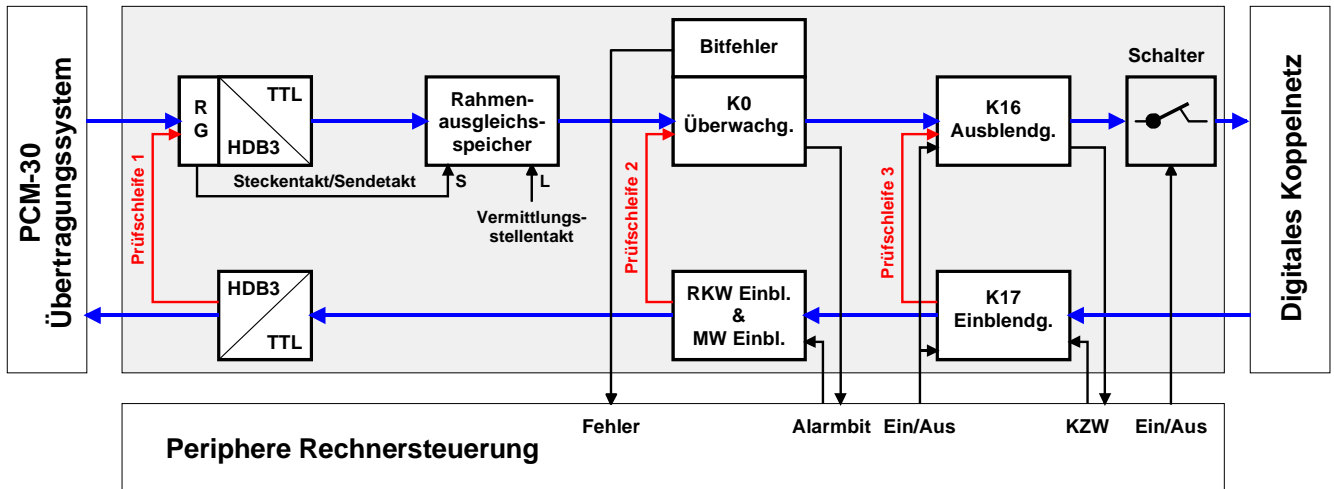 PCM-30
Übertragungssystem
R
G
TTL
HDB3
Prüfschleife 1
Steckentakt/Sendetakt
S
Rahmen-
ausgleichs-
speicher
L
Vermittlungs-
stellentakt
Bitfehler
K0
Überwachg.
Prüfschleife 2
K16
Ausblendg.
Prüfschleife 3
Schalter
Digitales Koppelnetz
HDB3
TTL
RKW Einbl.
&
MW Einbl.
K17
Einblendg.
Fehler
Alarmbit
Ein/Aus
KZW
Ein/Aus
Periphere Rechnersteuerung